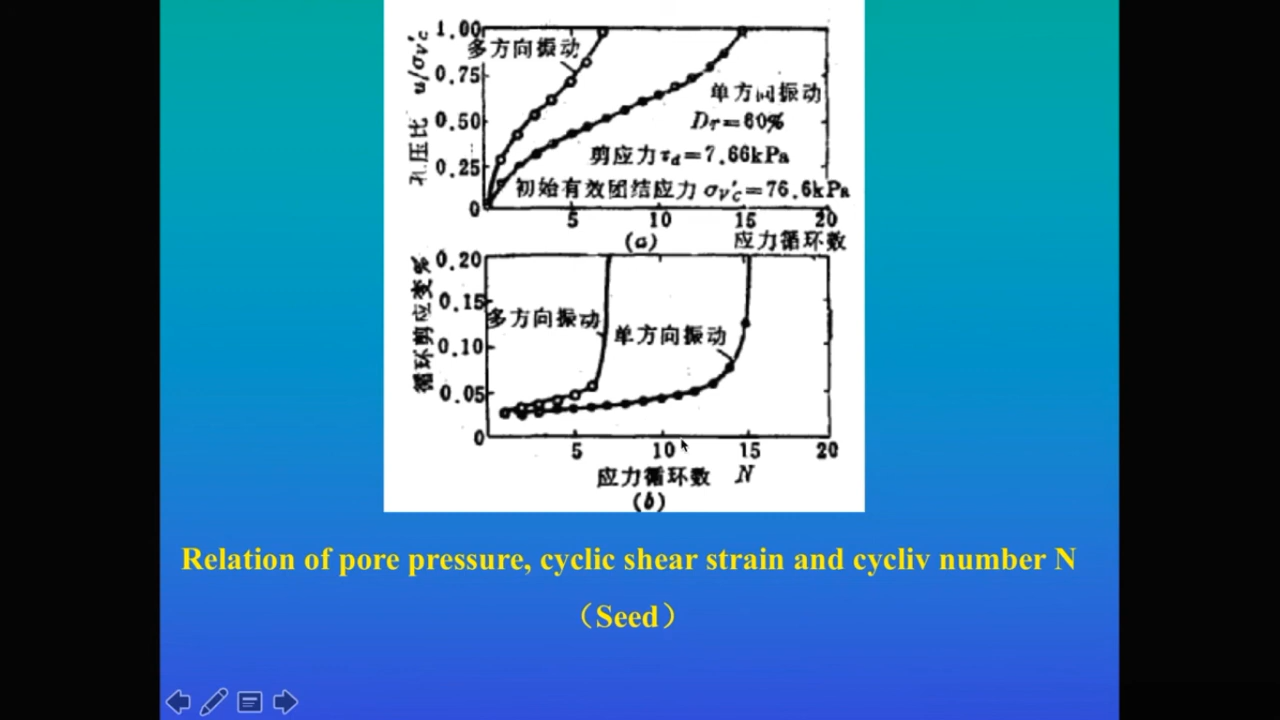 1.00
多方向振动
0.75
单方向振动
0.50
Dr=60%
孔压比 u/σv'c
剪应力τd=7.66kPa
0.25
初始有效团结应力 σv'c=76.6kPa
0
5 10 15 20
(a) 应力循环数
0.20
0.15
多方向振动
单方向振动
0.10
循环剪应变%
0.05
0
5 10 15 20
应力循环数 N
(b)
Relation of pore pressure, cyclic shear strain and cycliv number N
（Seed）